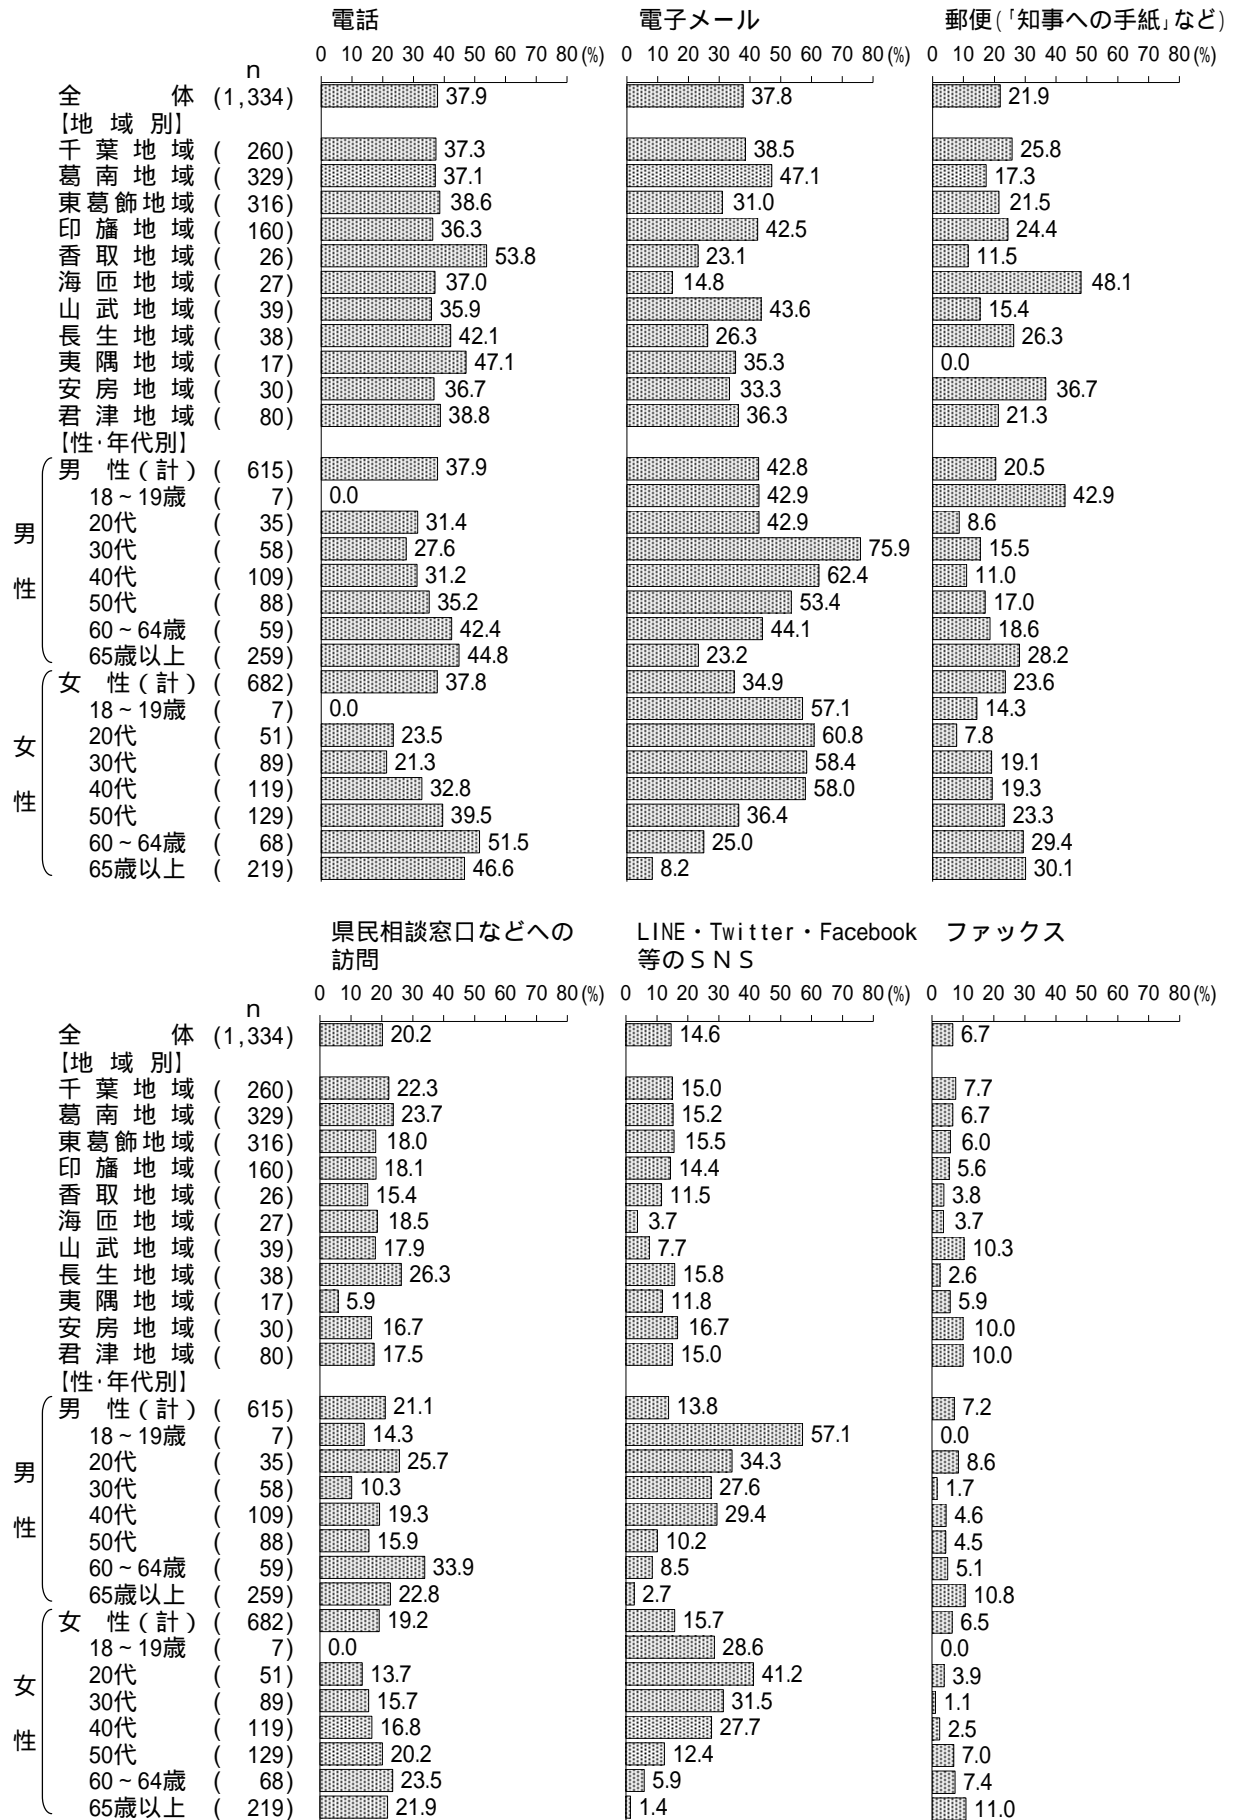 電話 電子メール 郵便(「知事への手紙」など)
0 10 20 30 40 50 60 70 80(%) 0 10 20 30 40 50 60 70 80(%) 0 10 20 30 40 50 60 70 80(%)
n
全 体 (1,334) 37.9 37.8 21.9
【地 域 別】
千 葉 地 域 ( 260) 37.3 38.5 25.8
葛 南 地 域 ( 329) 37.1 47.1 17.3
東葛飾地域 ( 316) 38.6 31.0 21.5
印 旛 地 域 ( 160) 36.3 42.5 24.4
香 取 地 域 ( 26) 53.8 23.1 11.5
海 匝 地 域 ( 27) 37.0 14.8 48.1
山 武 地 域 ( 39) 35.9 43.6 15.4
長 生 地 域 ( 38) 42.1 26.3 26.3
夷 隅 地 域 ( 17) 47.1 35.3 0.0
安 房 地 域 ( 30) 36.7 33.3 36.7
君 津 地 域 ( 80) 38.8 36.3 21.3
【性・年代別】
男 性(計) ( 615) 37.9 42.8 20.5
18~19歳 ( 7) 0.0 42.9 42.9
20代 ( 35) 31.4 42.9 8.6
30代 ( 58) 27.6 75.9 15.5
40代 ( 109) 31.2 62.4 11.0
50代 ( 88) 35.2 53.4 17.0
60~64歳 ( 59) 42.4 44.1 18.6
65歳以上 ( 259) 44.8 23.2 28.2
男性
女 性(計) ( 682) 37.8 34.9 23.6
18~19歳 ( 7) 0.0 57.1 14.3
20代 ( 51) 23.5 60.8 7.8
30代 ( 89) 21.3 58.4 19.1
40代 ( 119) 32.8 58.0 19.3
50代 ( 129) 39.5 36.4 23.3
60~64歳 ( 68) 51.5 25.0 29.4
65歳以上 ( 219) 46.6 8.2 30.1
女性
県民相談窓口などへの LINE・Twitter・Facebook ファックス
訪問 等のSNS
0 10 20 30 40 50 60 70 80(%) 0 10 20 30 40 50 60 70 80(%) 0 10 20 30 40 50 60 70 80(%)
n
全 体 (1,334) 20.2 14.6 6.7
【地 域 別】
千 葉 地 域 ( 260) 22.3 15.0 7.7
葛 南 地 域 ( 329) 23.7 15.2 6.7
東葛飾地域 ( 316) 18.0 15.5 6.0
印 旛 地 域 ( 160) 18.1 14.4 5.6
香 取 地 域 ( 26) 15.4 11.5 3.8
海 匝 地 域 ( 27) 18.5 3.7 3.7
山 武 地 域 ( 39) 17.9 7.7 10.3
長 生 地 域 ( 38) 26.3 15.8 2.6
夷 隅 地 域 ( 17) 5.9 11.8 5.9
安 房 地 域 ( 30) 16.7 16.7 10.0
君 津 地 域 ( 80) 17.5 15.0 10.0
【性・年代別】
男 性(計) ( 615) 21.1 13.8 7.2
18~19歳 ( 7) 14.3 57.1 0.0
20代 ( 35) 25.7 34.3 8.6
30代 ( 58) 10.3 27.6 1.7
40代 ( 109) 19.3 29.4 4.6
50代 ( 88) 15.9 10.2 4.5
60~64歳 ( 59) 33.9 8.5 5.1
65歳以上 ( 259) 22.8 2.7 10.8
男性
女 性(計) ( 682) 19.2 15.7 6.5
18~19歳 ( 7) 0.0 28.6 0.0
20代 ( 51) 13.7 41.2 3.9
30代 ( 89) 15.7 31.5 1.1
40代 ( 119) 16.8 27.7 2.5
50代 ( 129) 20.2 12.4 7.0
60~64歳 ( 68) 23.5 5.9 7.4
65歳以上 ( 219) 21.9 1.4 11.0
女性